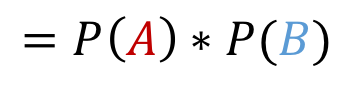 = P(A) * P(B)